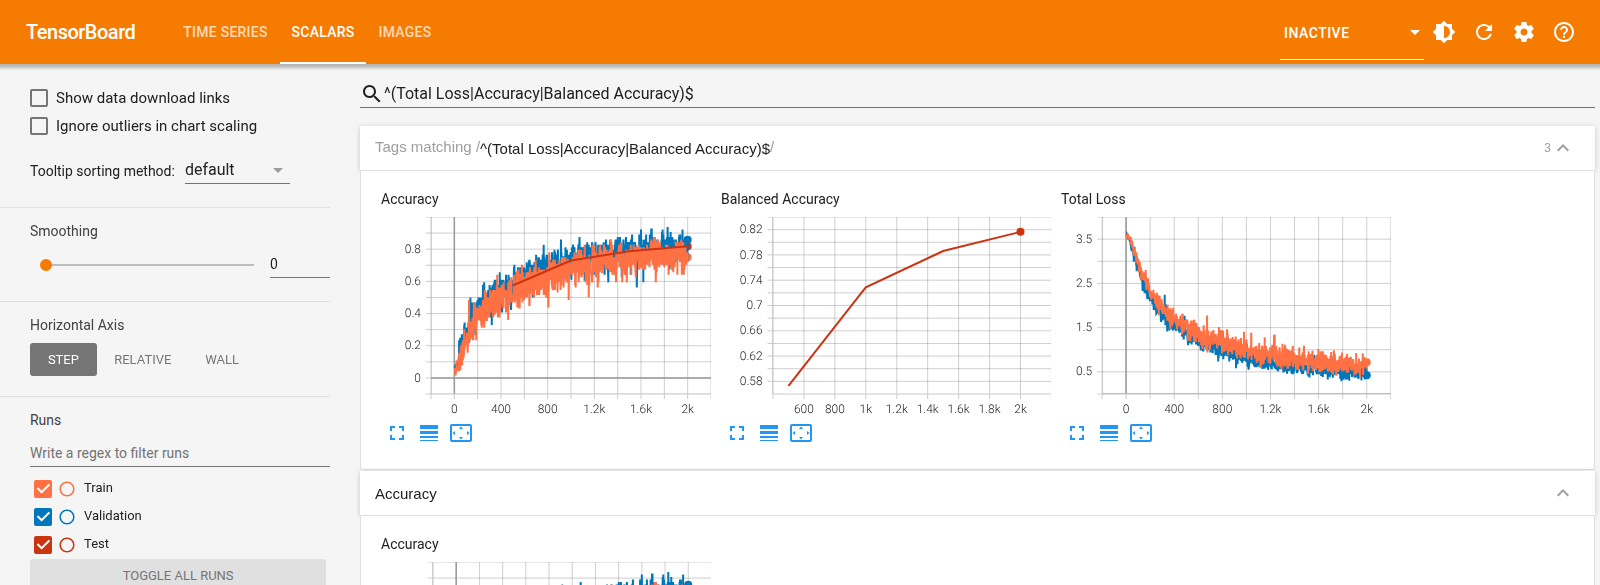 TensorBoard TIME SERIES SCALARS IMAGES INACTIVE
Show data download links
Ignore outliers in chart scaling
Tooltip sorting method: default
Smoothing
0
Horizontal Axis
STEP RELATIVE WALL
Runs
Write a regex to filter runs
Train
Validation
Test
TOGGLE ALL RUNS
^(Total Loss|Accuracy|Balanced Accuracy)$
Tags matching /^(Total Loss|Accuracy|Balanced Accuracy)$/ 3
Accuracy
0.8
0.6
0.4
0.2
0
0 400 800 1.2k 1.6k 2k
Balanced Accuracy
0.82
0.78
0.74
0.7
0.66
0.62
0.58
600 800 1k 1.2k 1.4k 1.6k 1.8k 2k
Total Loss
3.5
2.5
1.5
0.5
0 400 800 1.2k 1.6k 2k
Accuracy
Accuracy